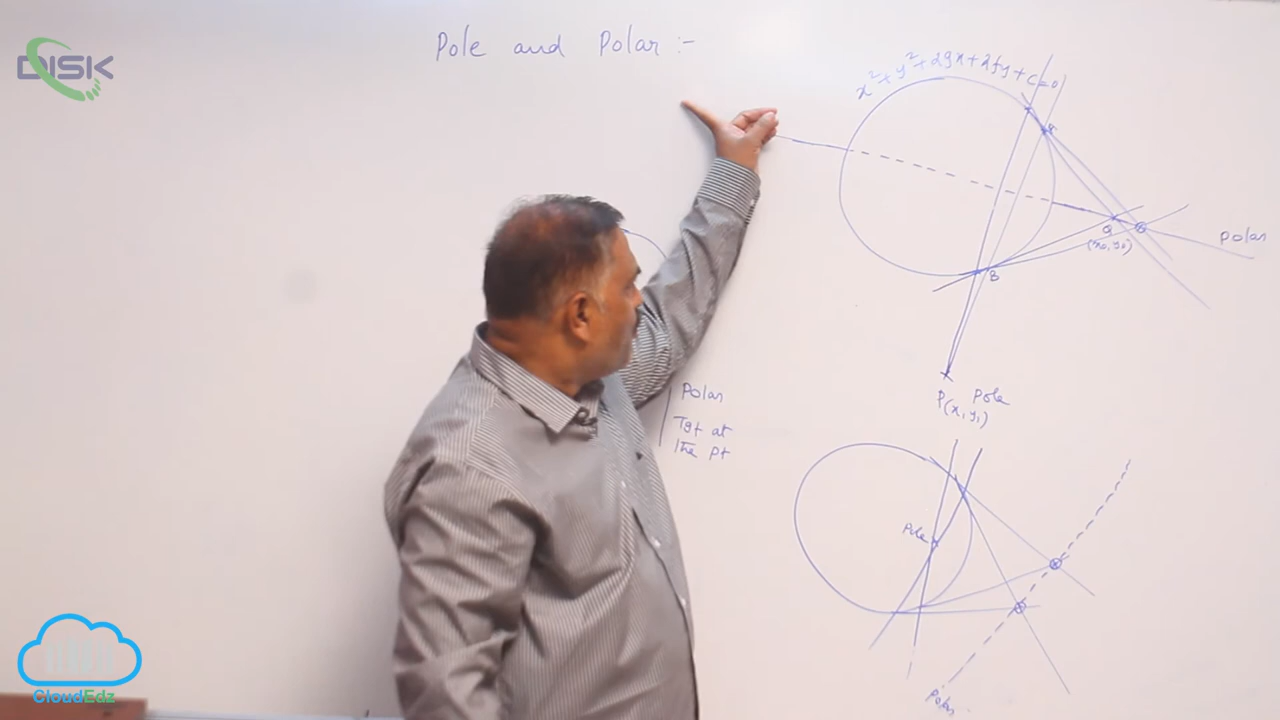 DISK
Pole and Polar :-
x²+y²+2gx+2fy+c=0
A
Q
(x₀, y₀)
Polar
B
P(x₁ y₁)
Pole
Polar
Tgt at
the pt
Pole
Polar
CloudEdz